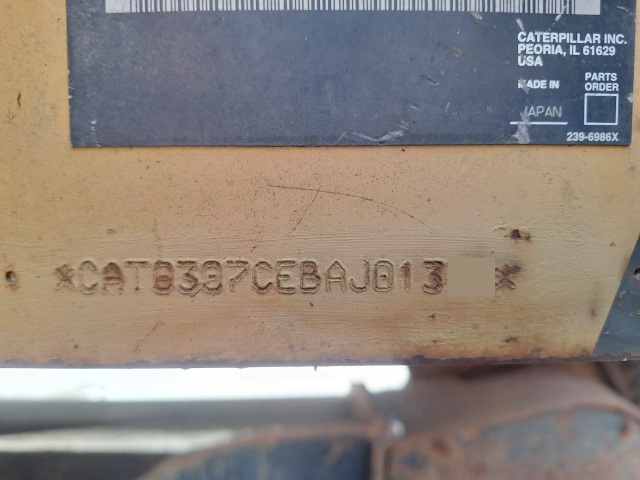 CATERPILLAR INC.
PEORIA, IL 61629
USA
MADE IN
PARTS
ORDER
JAPAN
239-6986X
*CAT0307CEBAJ013 *